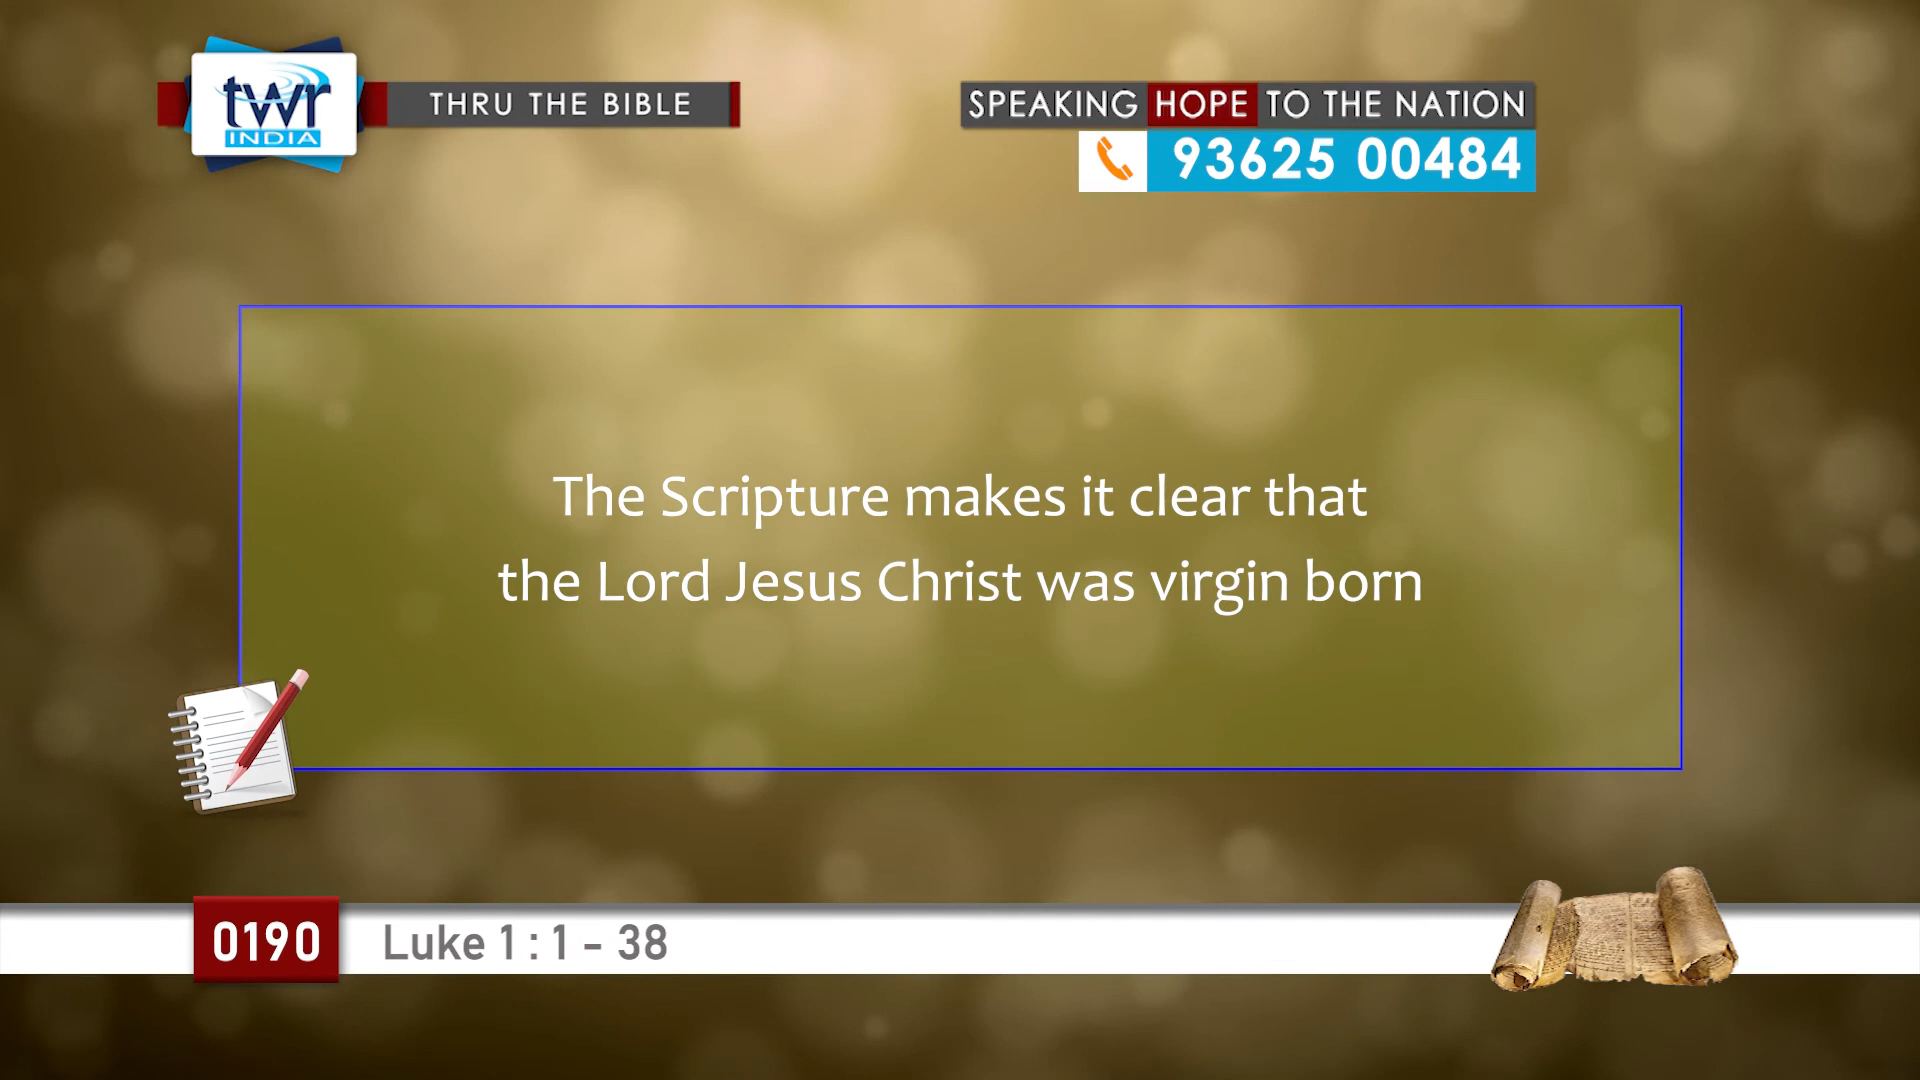 twr
INDIA
THRU THE BIBLE
SPEAKING HOPE TO THE NATION
93625 00484
The Scripture makes it clear that
the Lord Jesus Christ was virgin born
0190
Luke 1 : 1 - 38